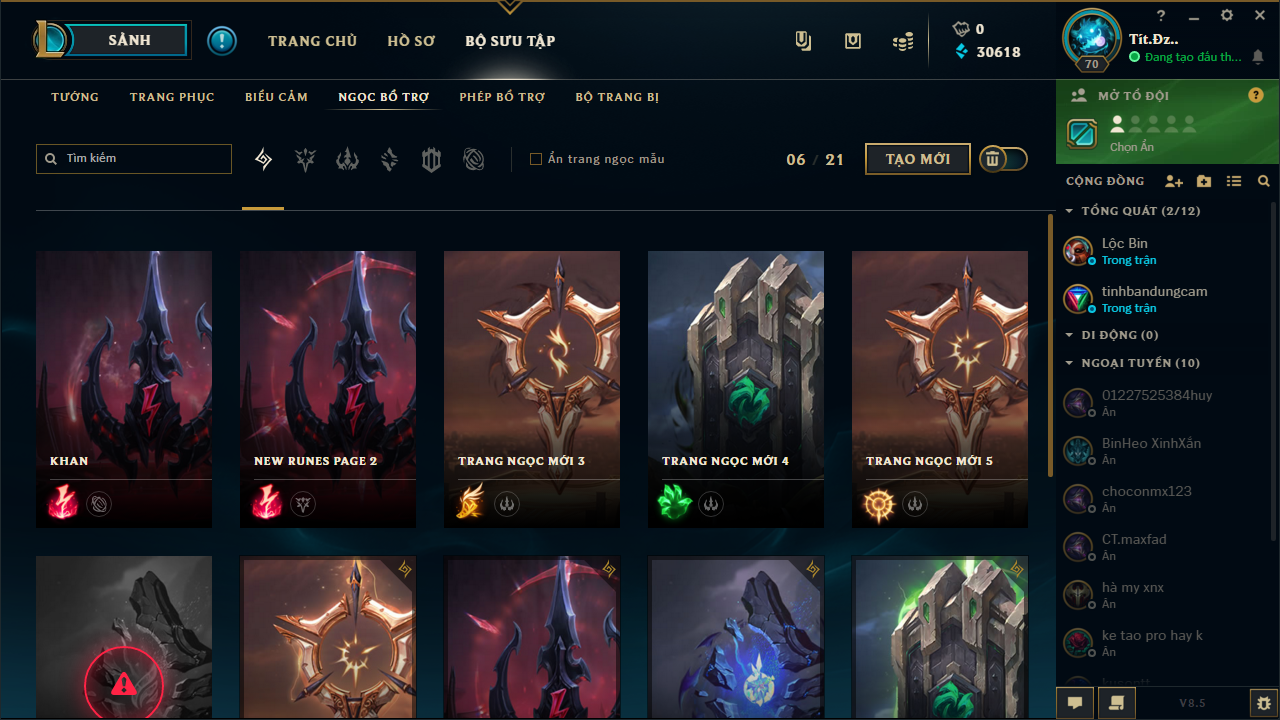 SẢNH
TRANG CHỦ
HỒ SƠ
BỘ SƯU TẬP
0
30618
70
?
Tít.Đz..
Đang tạo đấu th...
TƯỚNG
TRANG PHỤC
BIỂU CẢM
NGỌC BỔ TRỢ
PHÉP BỔ TRỢ
BỘ TRANG BỊ
MỞ TỔ ĐỘI
?
Chọn Ẩn
Tìm kiếm
Ẩn trang ngọc mẫu
06 / 21
TẠO MỚI
CỘNG ĐỒNG
TỔNG QUÁT (2/12)
Lộc Bin
Trong trận
tinhbandungcam
Trong trận
DI ĐỘNG (0)
NGOẠI TUYẾN (10)
01227525384huy
Ẩn
BinHeo XinhXắn
Ẩn
choconmx123
Ẩn
CT.maxfad
Ẩn
hà my xnx
Ẩn
ke tao pro hay k
Ẩn
KHAN
NEW RUNES PAGE 2
TRANG NGỌC MỚI 3
TRANG NGỌC MỚI 4
TRANG NGỌC MỚI 5
V8.5